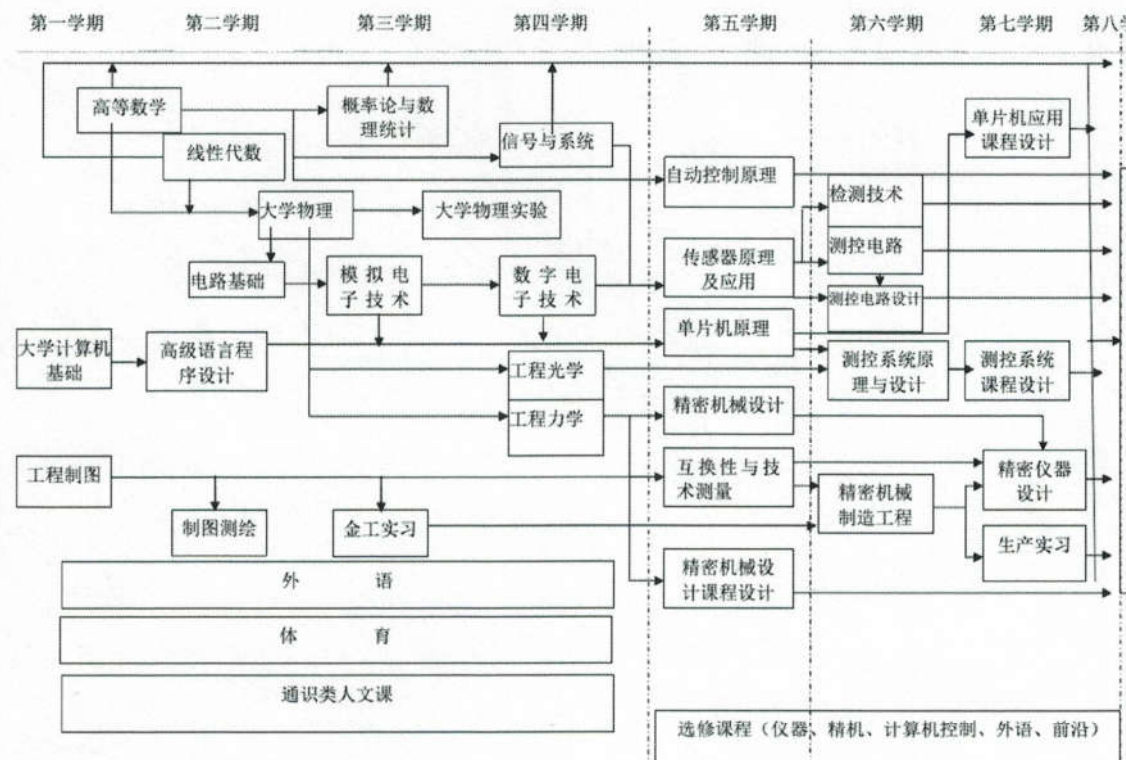 第一学期 第二学期 第三学期 第四学期 第五学期 第六学期 第七学期 第八学
高等数学
概率论与数
理统计
单片机应用
课程设计
线性代数
信号与系统
自动控制原理
检测技术
大学物理
大学物理实验
测控电路
电路基础
模拟电
子技术
数字电
子技术
传感器原理
及应用
测控电路设计
大学计算机
基础
高级语言程
序设计
单片机原理
工程光学
测控系统原
理与设计
测控系统
课程设计
工程力学
精密机械设计
工程制图
互换性与技
术测量
精密仪器
设计
制图测绘
金工实习
精密机械
制造工程
生产实习
精密机械设
计课程设计
外 语
体 育
通识类人文课
选修课程（仪器、精机、计算机控制、外语、前沿）